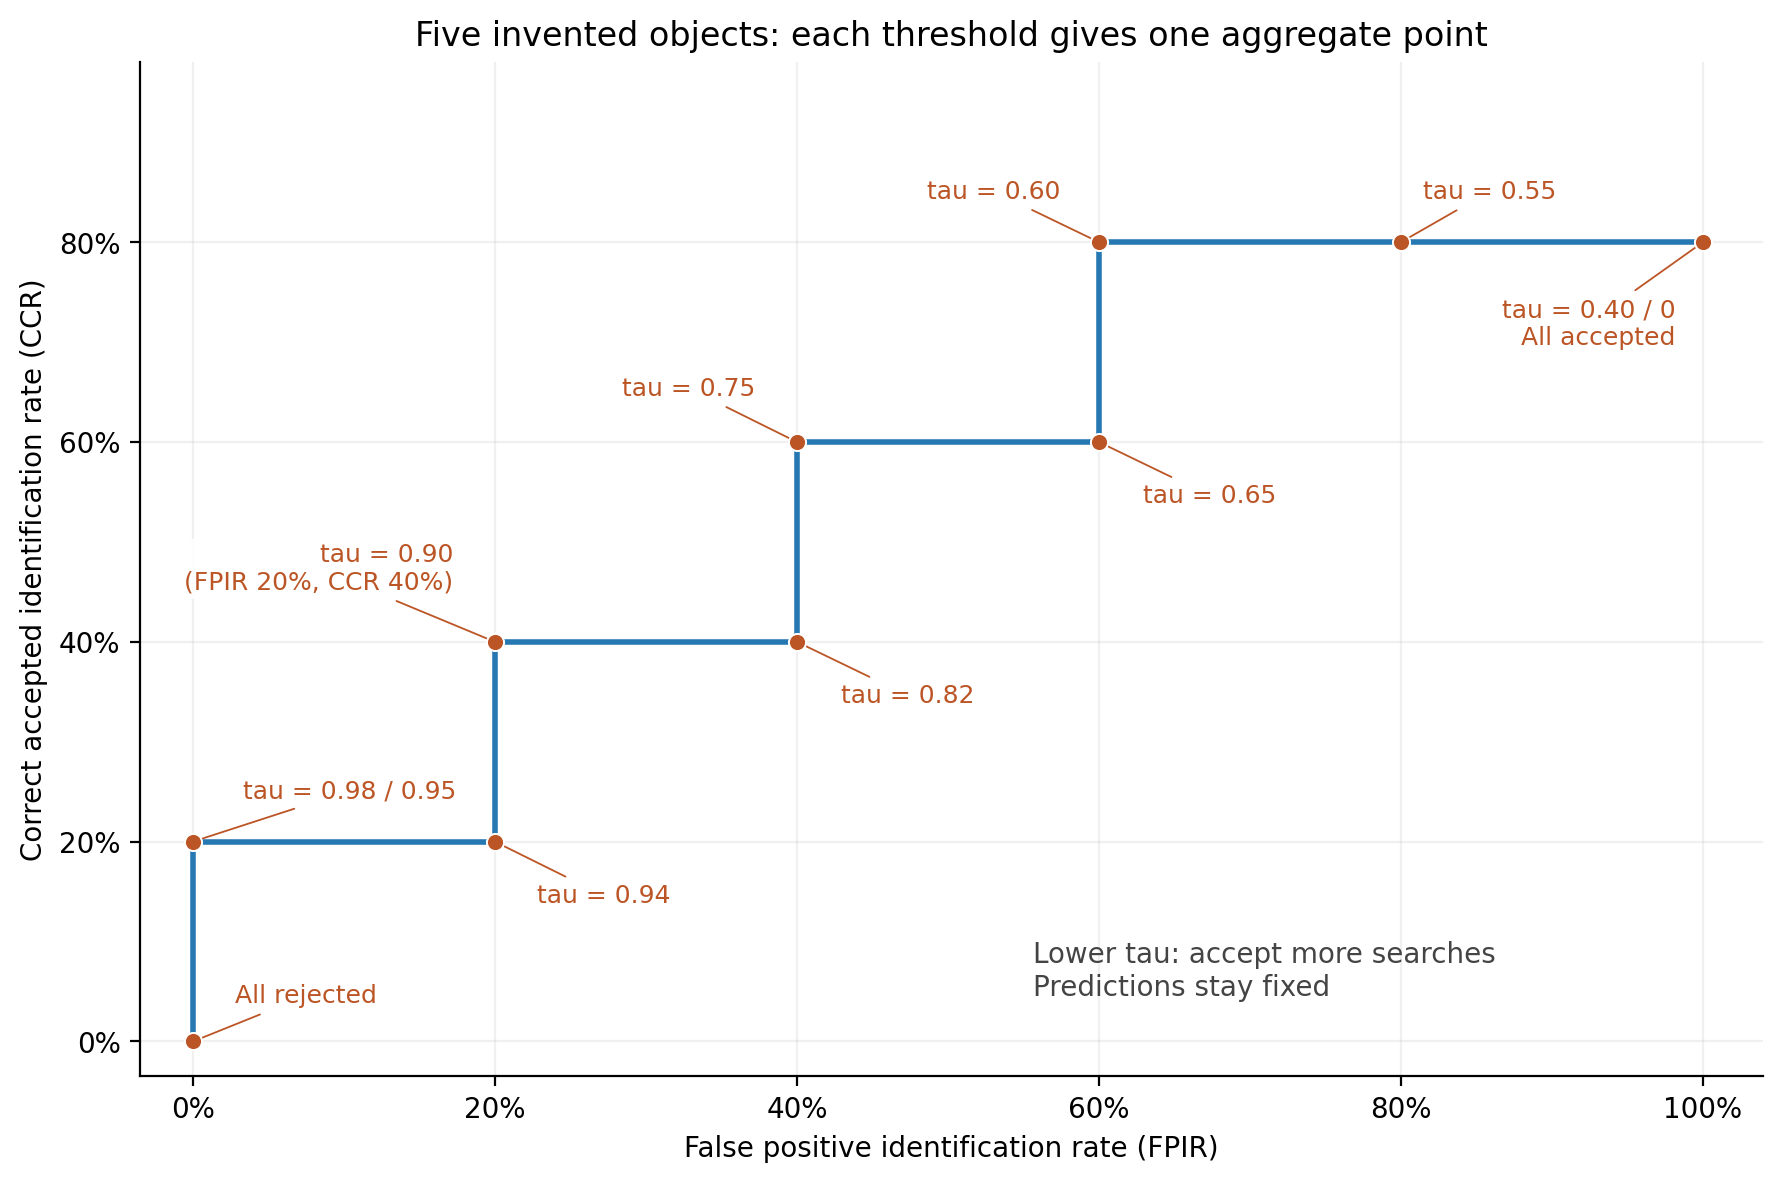 Five invented objects: each threshold gives one aggregate point
Correct accepted identification rate (CCR)
80%
60%
40%
20%
0%
tau = 0.60
tau = 0.55
tau = 0.40 / 0
All accepted
tau = 0.75
tau = 0.65
tau = 0.90
(FPIR 20%, CCR 40%)
tau = 0.82
tau = 0.98 / 0.95
tau = 0.94
All rejected
Lower tau: accept more searches
Predictions stay fixed
0%
20%
40%
60%
80%
100%
False positive identification rate (FPIR)